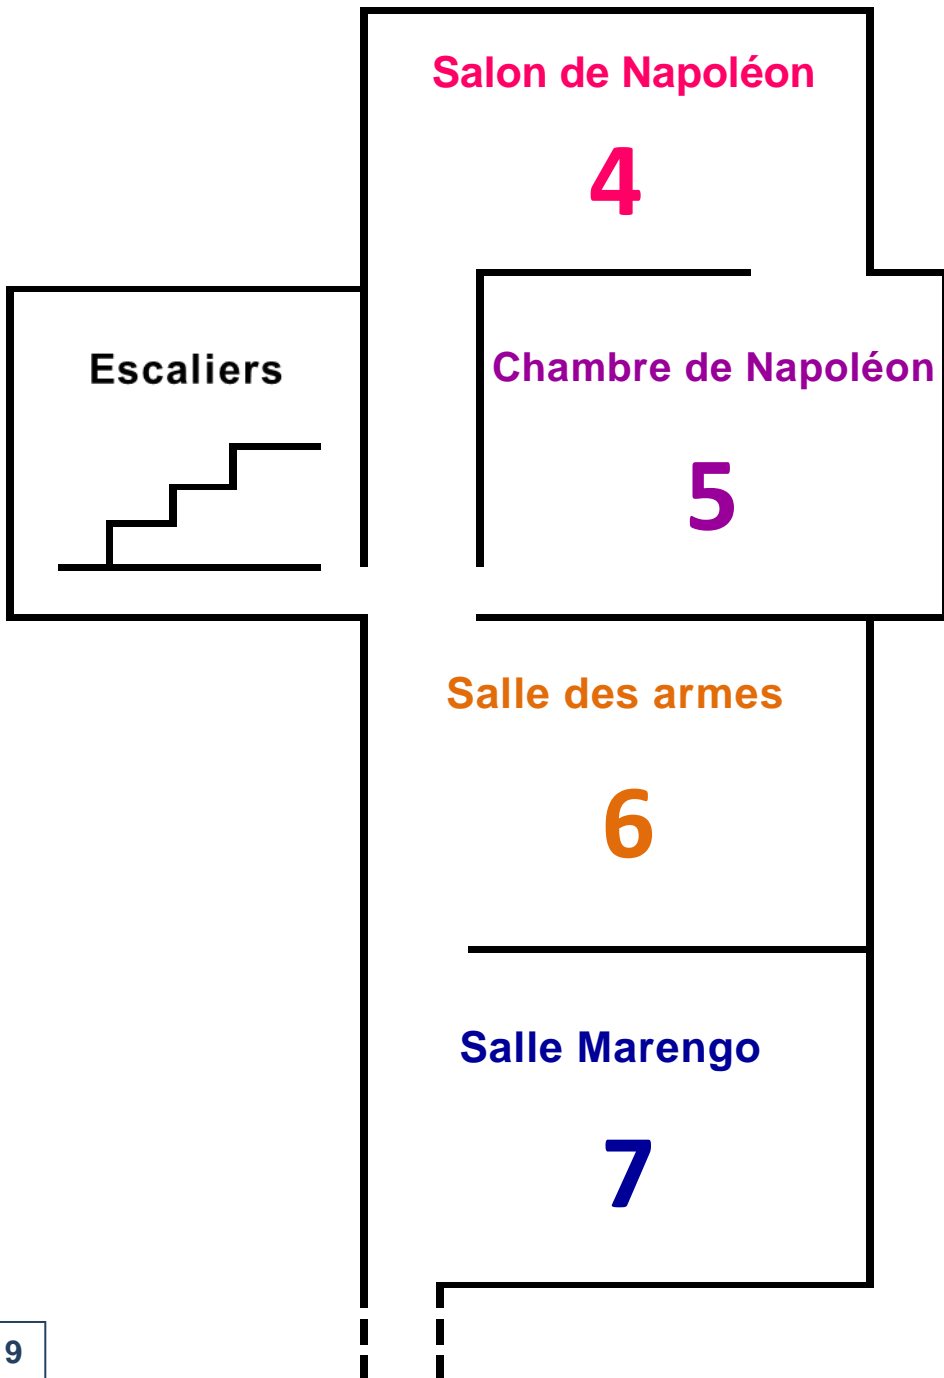 Salon de Napoléon
4
Escaliers
Chambre de Napoléon
5
Salle des armes
6
Salle Marengo
7
9